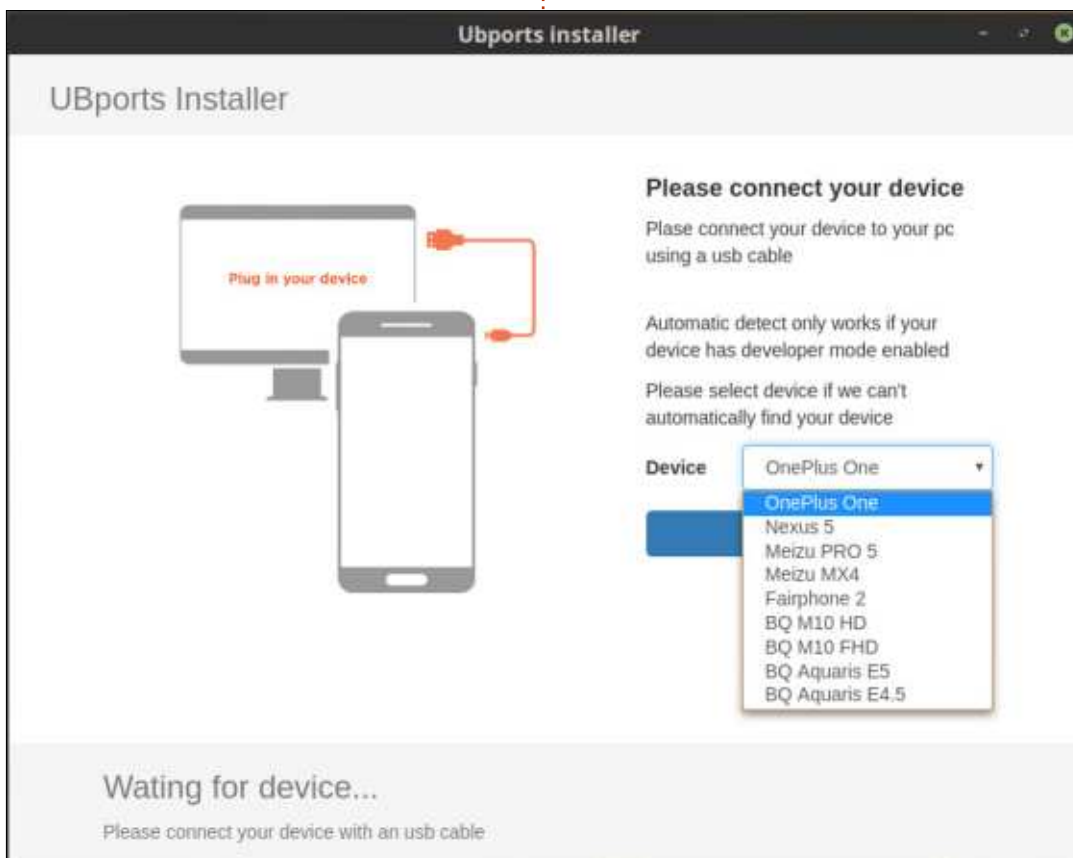 Ubports installer
UBports Installer
Plug in your device
Please connect your device
Plase connect your device to your pc
using a usb cable
Automatic detect only works if your
device has developer mode enabled
Please select device if we can't
automatically find your device
Device
OnePlus One
OnePlus One
Nexus 5
Meizu PRO 5
Meizu MX4
Fairphone 2
BQ M10 HD
BQ M10 FHD
BQ Aquaris E5
BQ Aquaris E4.5
Wating for device...
Please connect your device with an usb cable